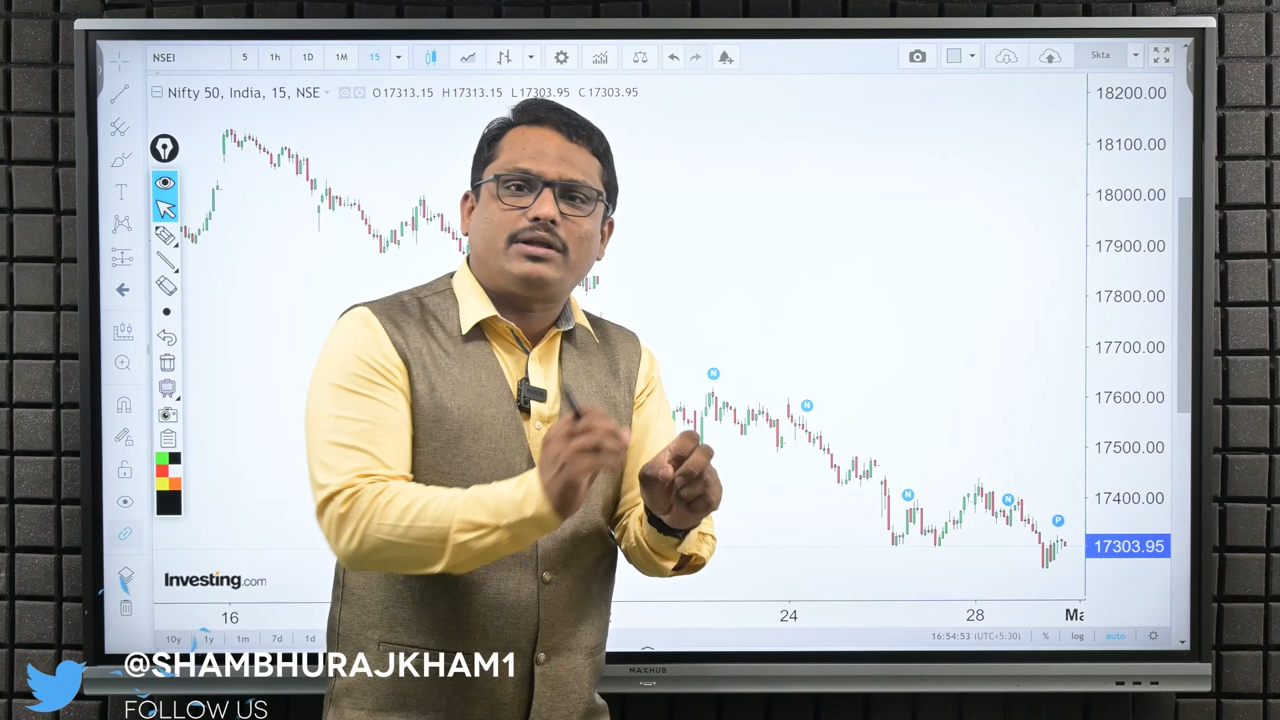 NSEI 5 1h 1D 1M 15 Skta
Nifty 50, India, 15, NSE O17313.15 H17313.15 L17303.95 C17303.95
18200.00
18100.00
18000.00
17900.00
17800.00
17700.00
17600.00
17500.00
17400.00
17303.95
N
N
N
N
P
T
Investing.com
16 24 28 Ma
10y 1y 1m 7d 1d 16:54:53 (UTC+5:30) % log auto
MAXHUB
@SHAMBHURAJKHAM1
FOLLOW US